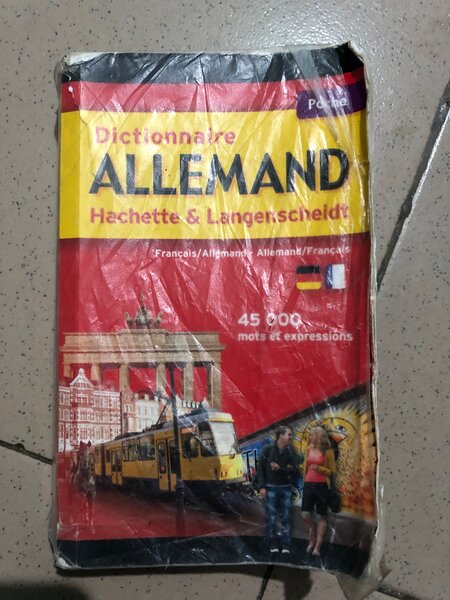 Poche
Dictionnaire
ALLEMAND
Hachette & Langenscheidt
Français/Allemand - Allemand/Français
45 000
mots et expressions